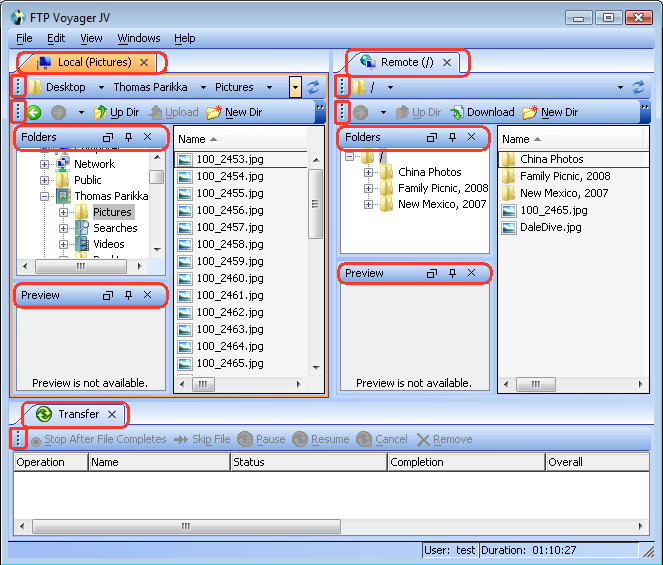 FTP Voyager JV
File Edit View Windows Help
Local (Pictures)
Desktop Thomas Parikka Pictures
Up Dir Upload New Dir
Folders
Network
Public
Thomas Parikka
Pictures
Searches
Videos
Name
100_2453.jpg
100_2454.jpg
100_2455.jpg
100_2456.jpg
100_2457.jpg
100_2458.jpg
100_2459.jpg
100_2460.jpg
100_2461.jpg
100_2462.jpg
100_2463.jpg
100_2464.jpg
100_2465.jpg
Preview
Preview is not available.
Remote (/)
/
Up Dir Download New Dir
Folders
/
China Photos
Family Picnic, 2008
New Mexico, 2007
Name
China Photos
Family Picnic, 2008
New Mexico, 2007
100_2465.jpg
DaleDive.jpg
Preview
Preview is not available.
Transfer
Stop After File Completes Skip File Pause Resume Cancel Remove
Operation Name Status Completion Overall
User: test Duration: 01:10:27